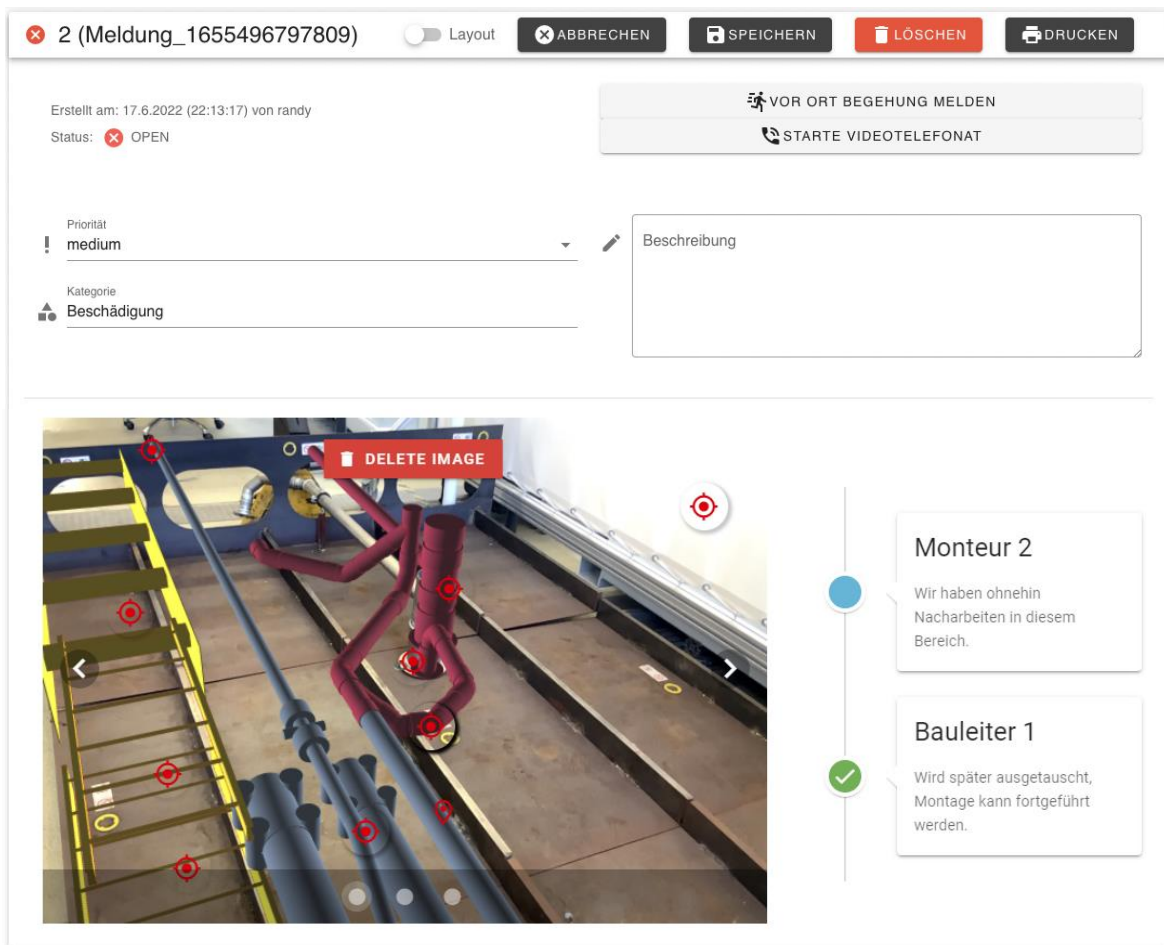 2 (Meldung_1655496797809)
Layout
ABBRECHEN
SPEICHERN
LÖSCHEN
DRUCKEN
Erstellt am: 17.6.2022 (22:13:17) von randy
Status: OPEN
VOR ORT BEGEHUNG MELDEN
STARTE VIDEOTELEFONAT
Priorität
medium
Kategorie
Beschädigung
Beschreibung
DELETE IMAGE
Monteur 2
Wir haben ohnehin
Nacharbeiten in diesem
Bereich.
Bauleiter 1
Wird später ausgetauscht,
Montage kann fortgeführt
werden.